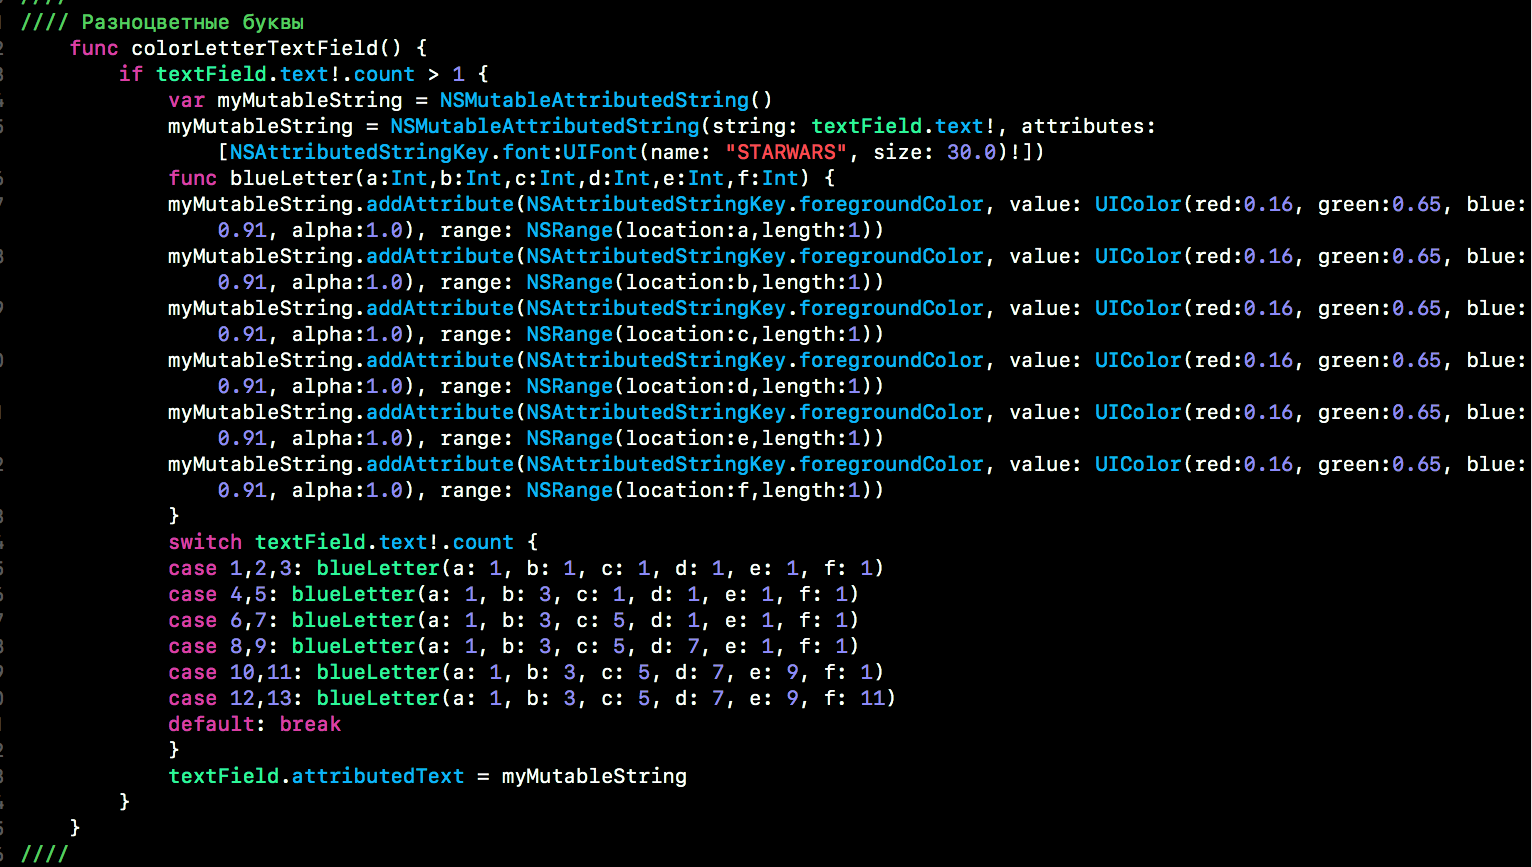 ////
//// Разноцветные буквы
func colorLetterTextField() {
if textField.text!.count > 1 {
var myMutableString = NSMutableAttributedString()
myMutableString = NSMutableAttributedString(string: textField.text!, attributes:
[NSAttributedStringKey.font:UIFont(name: "STARWARS", size: 30.0)!])
func blueLetter(a:Int,b:Int,c:Int,d:Int,e:Int,f:Int) {
myMutableString.addAttribute(NSAttributedStringKey.foregroundColor, value: UIColor(red:0.16, green:0.65, blue:
0.91, alpha:1.0), range: NSRange(location:a,length:1))
myMutableString.addAttribute(NSAttributedStringKey.foregroundColor, value: UIColor(red:0.16, green:0.65, blue:
0.91, alpha:1.0), range: NSRange(location:b,length:1))
myMutableString.addAttribute(NSAttributedStringKey.foregroundColor, value: UIColor(red:0.16, green:0.65, blue:
0.91, alpha:1.0), range: NSRange(location:c,length:1))
myMutableString.addAttribute(NSAttributedStringKey.foregroundColor, value: UIColor(red:0.16, green:0.65, blue:
0.91, alpha:1.0), range: NSRange(location:d,length:1))
myMutableString.addAttribute(NSAttributedStringKey.foregroundColor, value: UIColor(red:0.16, green:0.65, blue:
0.91, alpha:1.0), range: NSRange(location:e,length:1))
myMutableString.addAttribute(NSAttributedStringKey.foregroundColor, value: UIColor(red:0.16, green:0.65, blue:
0.91, alpha:1.0), range: NSRange(location:f,length:1))
}
switch textField.text!.count {
case 1,2,3: blueLetter(a: 1, b: 1, c: 1, d: 1, e: 1, f: 1)
case 4,5: blueLetter(a: 1, b: 3, c: 1, d: 1, e: 1, f: 1)
case 6,7: blueLetter(a: 1, b: 3, c: 5, d: 1, e: 1, f: 1)
case 8,9: blueLetter(a: 1, b: 3, c: 5, d: 7, e: 1, f: 1)
case 10,11: blueLetter(a: 1, b: 3, c: 5, d: 7, e: 9, f: 1)
case 12,13: blueLetter(a: 1, b: 3, c: 5, d: 7, e: 9, f: 11)
default: break
}
textField.attributedText = myMutableString
}
}
////